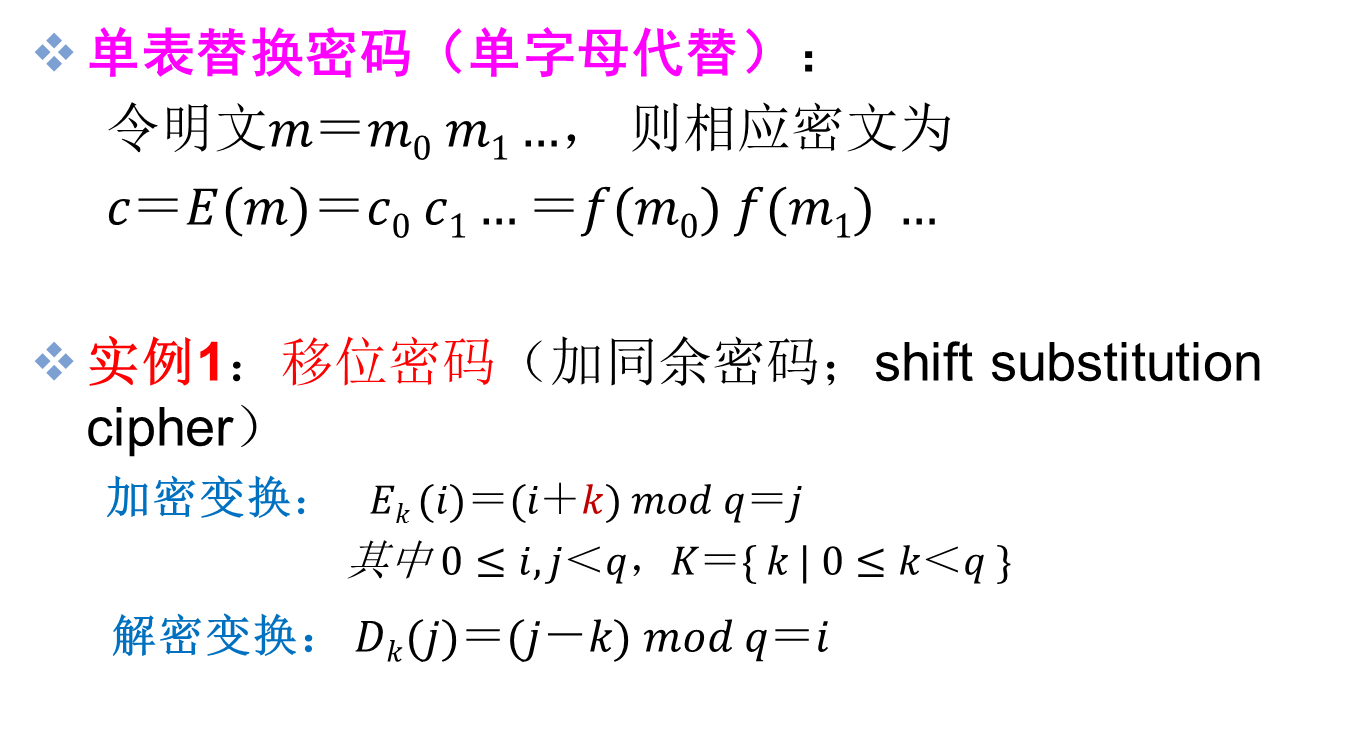 ❖ 单表替换密码（单字母代替）：
令明文m＝m₀ m₁ …， 则相应密文为
c＝E(m)＝c₀ c₁ … ＝f(m₀) f(m₁) …
❖ 实例1：移位密码（加同余密码；shift substitution
cipher）
加密变换： Eₖ (i)＝(i＋k) mod q＝j
其中 0 ≤ i, j＜q，K＝{ k | 0 ≤ k＜q }
解密变换： Dₖ(j)＝(j－k) mod q＝i